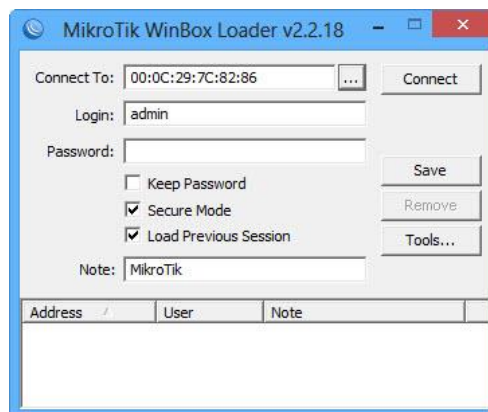 MikroTik WinBox Loader v2.2.18
Connect To: 00:0C:29:7C:82:86 ... Connect
Login: admin
Password:
Keep Password
Save
Secure Mode
Remove
Load Previous Session
Tools...
Note: MikroTik
Address User Note